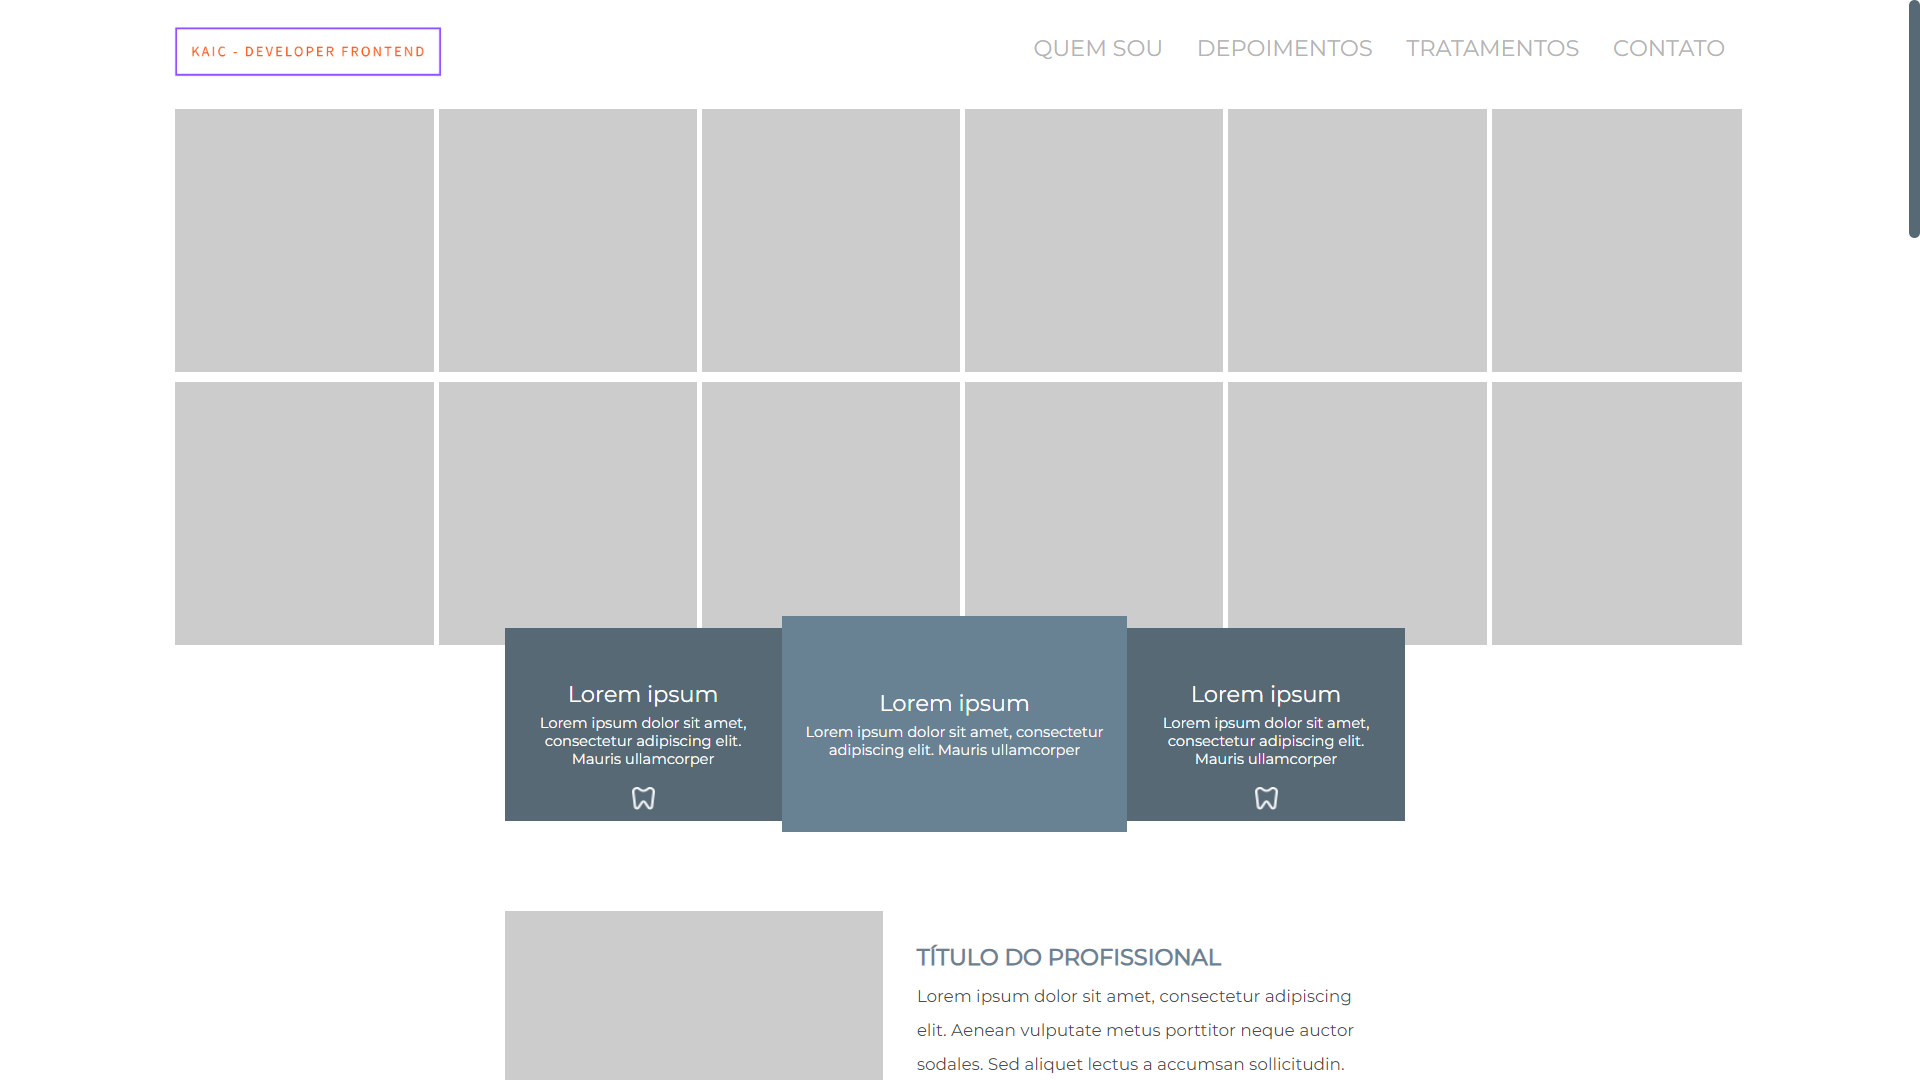 KAIC - DEVELOPER FRONTEND
QUEM SOU
DEPOIMENTOS
TRATAMENTOS
CONTATO
Lorem ipsum
Lorem ipsum dolor sit amet,
consectetur adipiscing elit.
Mauris ullamcorper
Lorem ipsum
Lorem ipsum dolor sit amet, consectetur
adipiscing elit. Mauris ullamcorper
Lorem ipsum
Lorem ipsum dolor sit amet,
consectetur adipiscing elit.
Mauris ullamcorper
TÍTULO DO PROFISSIONAL
Lorem ipsum dolor sit amet, consectetur adipiscing
elit. Aenean vulputate metus porttitor neque auctor
sodales. Sed aliquet lectus a accumsan sollicitudin.